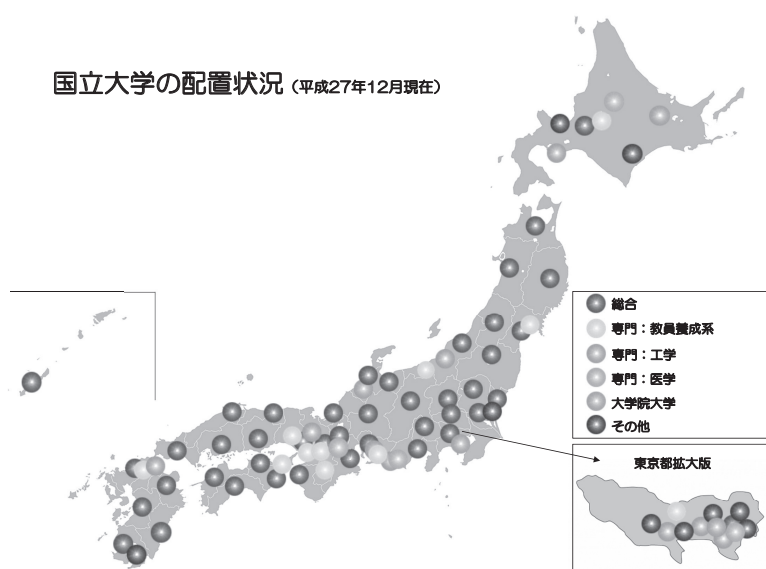 国立大学の配置状況（平成27年12月現在）
総合
専門：教員養成系
専門：工学
専門：医学
大学院大学
その他
東京都拡大版